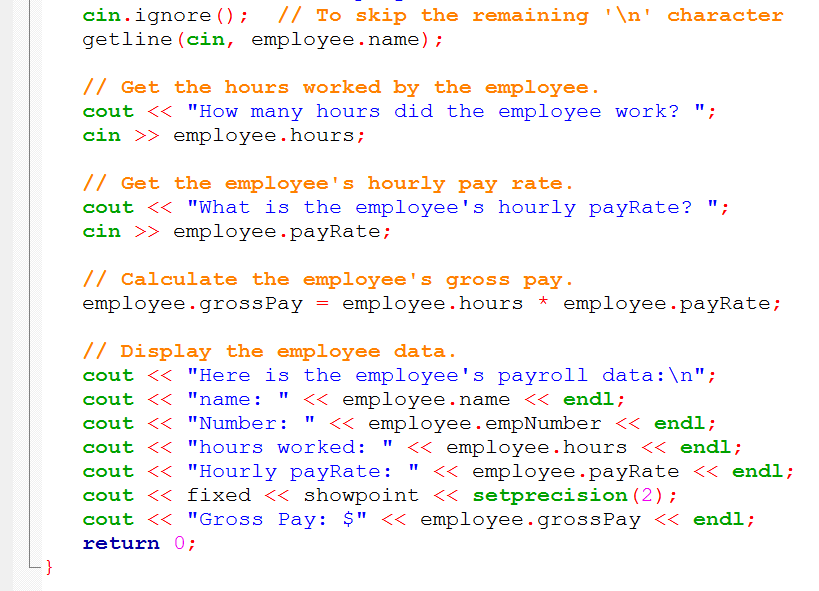 cin.ignore();  // To skip the remaining '\n' character
getline(cin, employee.name);
// Get the hours worked by the employee.
cout << "How many hours did the employee work? ";
cin >> employee.hours;
// Get the employee's hourly pay rate.
cout << "What is the employee's hourly payRate? ";
cin >> employee.payRate;
// Calculate the employee's gross pay.
employee.grossPay = employee.hours * employee.payRate;
// Display the employee data.
cout << "Here is the employee's payroll data:\n";
cout << "name: " << employee.name << endl;
cout << "Number: " << employee.empNumber << endl;
cout << "hours worked: " << employee.hours << endl;
cout << "Hourly payRate: " << employee.payRate << endl;
cout << fixed << showpoint << setprecision(2);
cout << "Gross Pay: $" << employee.grossPay << endl;
return 0;
}